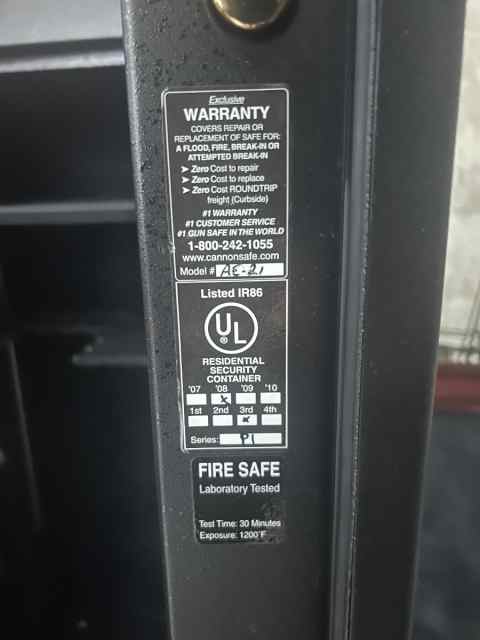 Exclusive
WARRANTY
COVERS REPAIR OR
REPLACEMENT OF SAFE FOR:
A FLOOD, FIRE, BREAK-IN OR
ATTEMPTED BREAK-IN
➤ Zero Cost to repair
➤ Zero Cost to replace
➤ Zero Cost ROUNDTRIP
freight (Curbside)
#1 WARRANTY
#1 CUSTOMER SERVICE
#1 GUN SAFE IN THE WORLD
1-800-242-1055
www.cannonsafe.com
Model # AE-21
Listed IR86
UL ®
RESIDENTIAL
SECURITY
CONTAINER
'07 '08 '09 '10
x
1st 2nd 3rd 4th
x
Series: P1
FIRE SAFE
Laboratory Tested
Test Time: 30 Minutes
Exposure: 1200°F